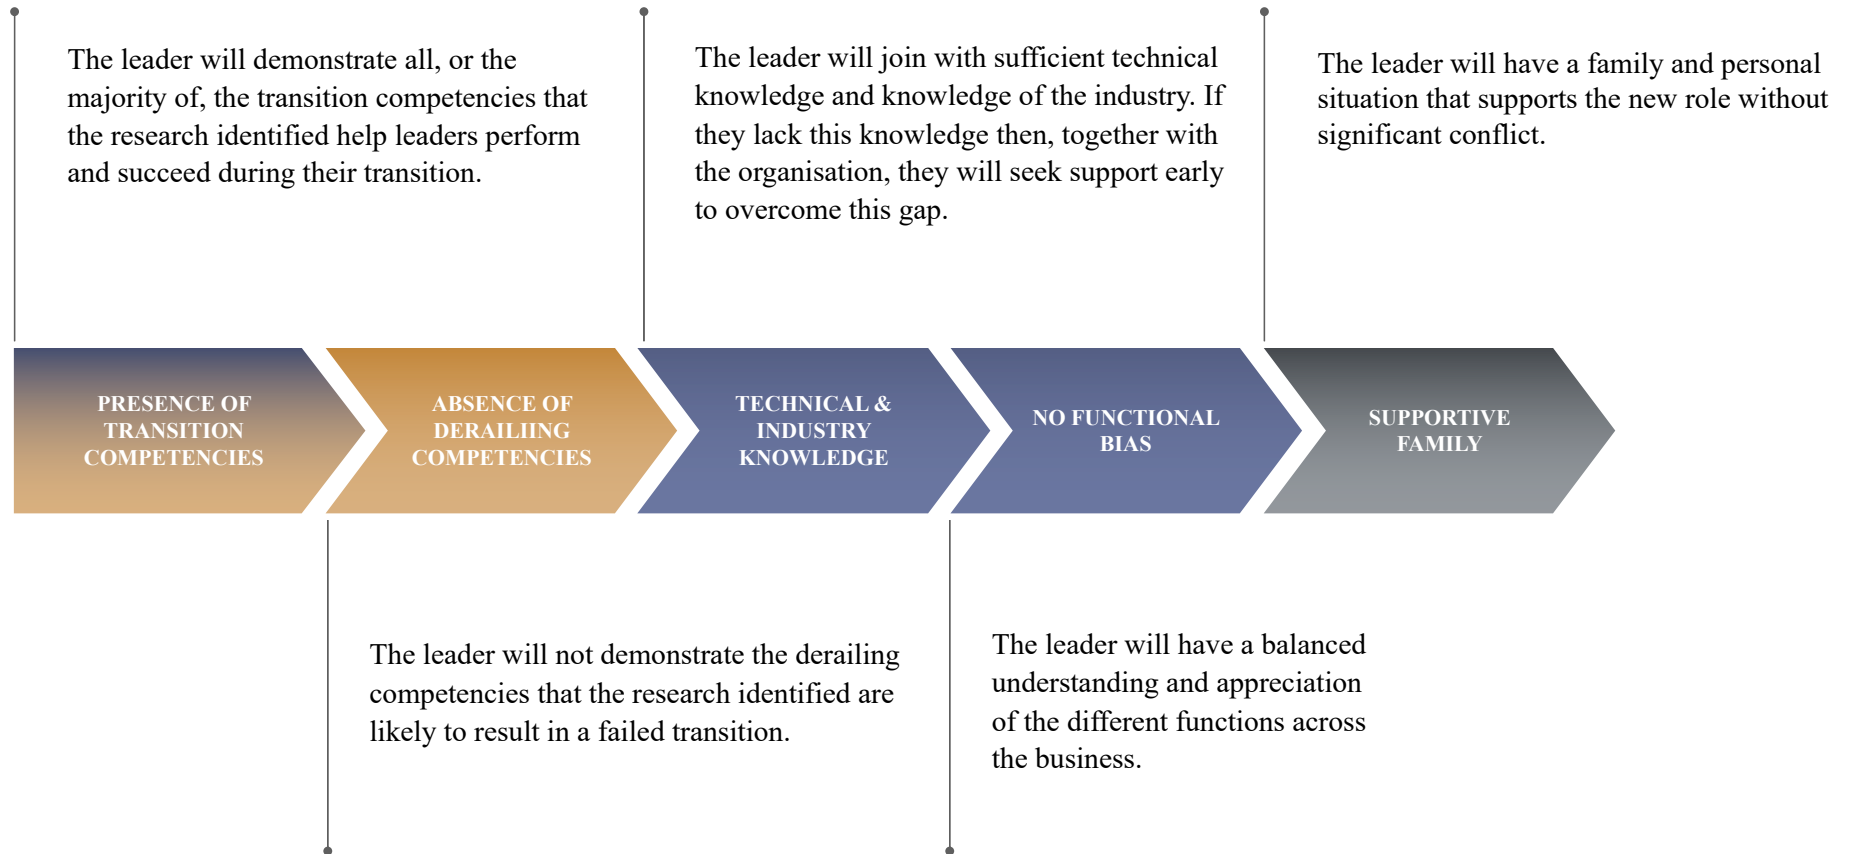 The leader will demonstrate all, or the
majority of, the transition competencies that
the research identified help leaders perform
and succeed during their transition.
The leader will join with sufficient technical
knowledge and knowledge of the industry. If
they lack this knowledge then, together with
the organisation, they will seek support early
to overcome this gap.
The leader will have a family and personal
situation that supports the new role without
significant conflict.
PRESENCE OF
TRANSITION
COMPETENCIES
ABSENCE OF
DERAILIING
COMPETENCIES
TECHNICAL &
INDUSTRY
KNOWLEDGE
NO FUNCTIONAL
BIAS
SUPPORTIVE
FAMILY
The leader will not demonstrate the derailing
competencies that the research identified are
likely to result in a failed transition.
The leader will have a balanced
understanding and appreciation
of the different functions across
the business.